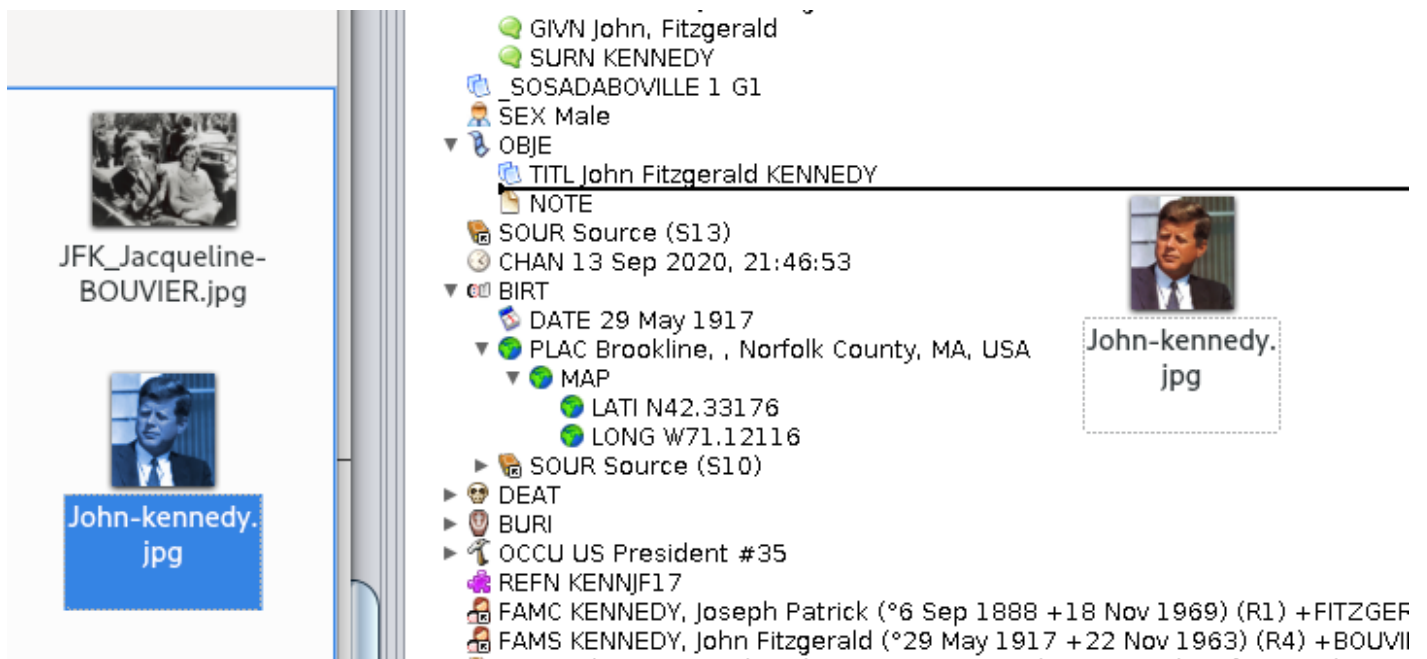 GIVN John, Fitzgerald
SURN KENNEDY
_SOSADABOVILLE 1 G1
SEX Male
OBJE
TITL John Fitzgerald KENNEDY
NOTE
SOUR Source (S13)
CHAN 13 Sep 2020, 21:46:53
BIRT
DATE 29 May 1917
PLAC Brookline, , Norfolk County, MA, USA
MAP
LATI N42.33176
LONG W71.12116
SOUR Source (S10)
DEAT
BURI
OCCU US President #35
REFN KENNJF17
FAMC KENNEDY, Joseph Patrick (°6 Sep 1888 +18 Nov 1969) (R1) +FITZGER
FAMS KENNEDY, John Fitzgerald (°29 May 1917 +22 Nov 1963) (R4) +BOUVI
JFK_Jacqueline-
BOUVIER.jpg
John-kennedy.
jpg
John-kennedy.
jpg